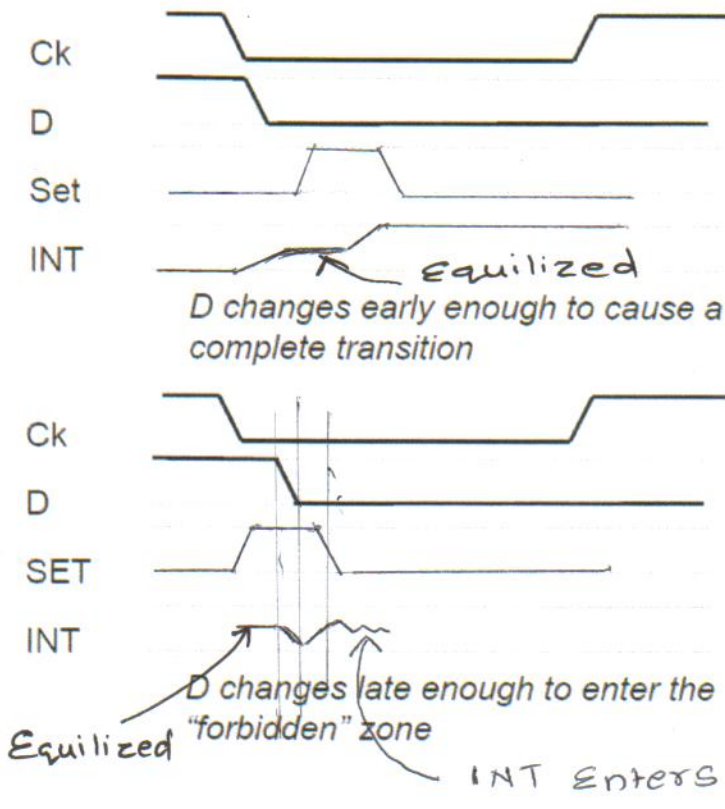 Ck
D
Set
INT
Equilized
D changes early enough to cause a
complete transition
Ck
D
SET
INT
D changes late enough to enter the
Equilized "forbidden" zone
INT Enters